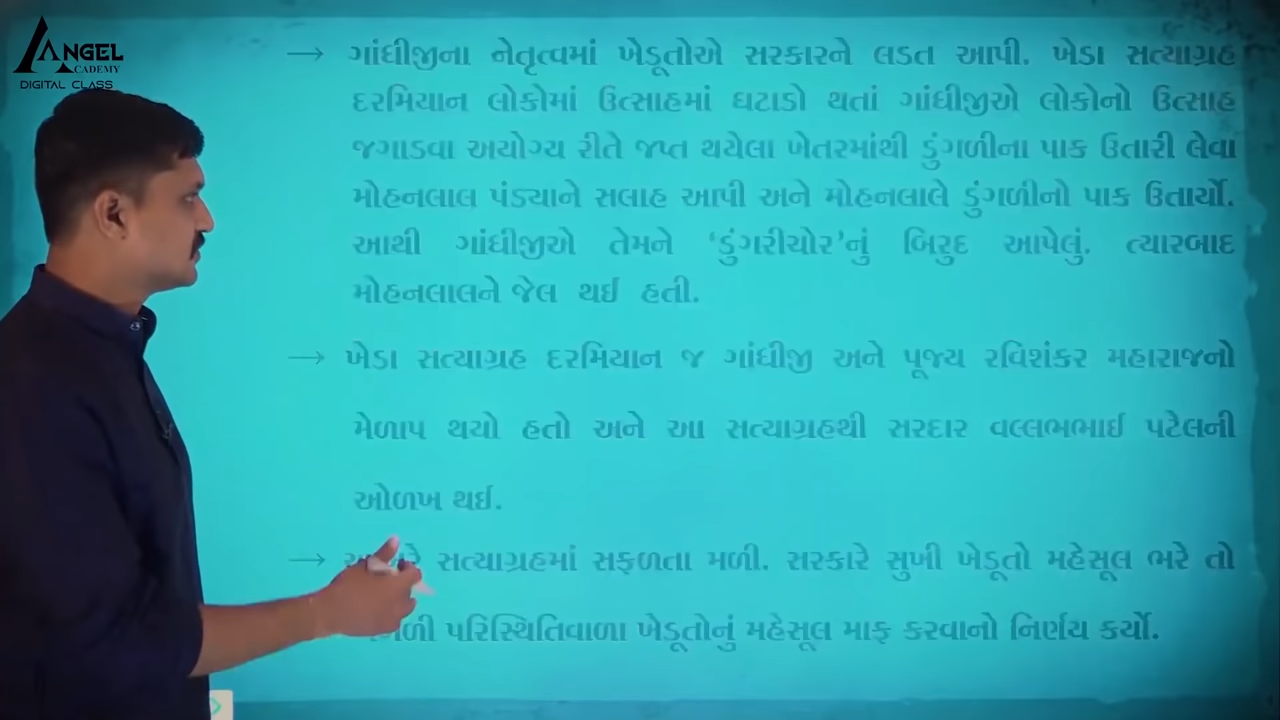 ANGEL
ACADEMY
DIGITAL CLASS
→ ગાંધીજીના નેતૃત્વમાં ખેડૂતોએ સરકારને લડત આપી. ખેડા સત્યાગ્રહ
દરમિયાન લોકોમાં ઉત્સાહમાં ઘટાડો થતાં ગાંધીજીએ લોકોનો ઉત્સાહ
જગાડવા અયોગ્ય રીતે જપ્ત થયેલા ખેતરમાંથી ડુંગળીના પાક ઉતારી લેવા
મોહનલાલ પંડ્યાને સલાહ આપી અને મોહનલાલે ડુંગળીનો પાક ઉતાર્યો.
આથી ગાંધીજીએ તેમને ‘ડુંગરીચોર’નું બિરુદ આપેલું. ત્યારબાદ
મોહનલાલને જેલ થઈ હતી.
→ ખેડા સત્યાગ્રહ દરમિયાન જ ગાંધીજી અને પૂજ્ય રવિશંકર મહારાજનો
મેળાપ થયો હતો અને આ સત્યાગ્રહથી સરદાર વલ્લભભાઈ પટેલની
ઓળખ થઈ.
→ સત્યાગ્રહમાં સફળતા મળી. સરકારે સુખી ખેડૂતો મહેસૂલ ભરે તો
પરિસ્થિતિવાળા ખેડૂતોનું મહેસૂલ માફ કરવાનો નિર્ણય કર્યો.